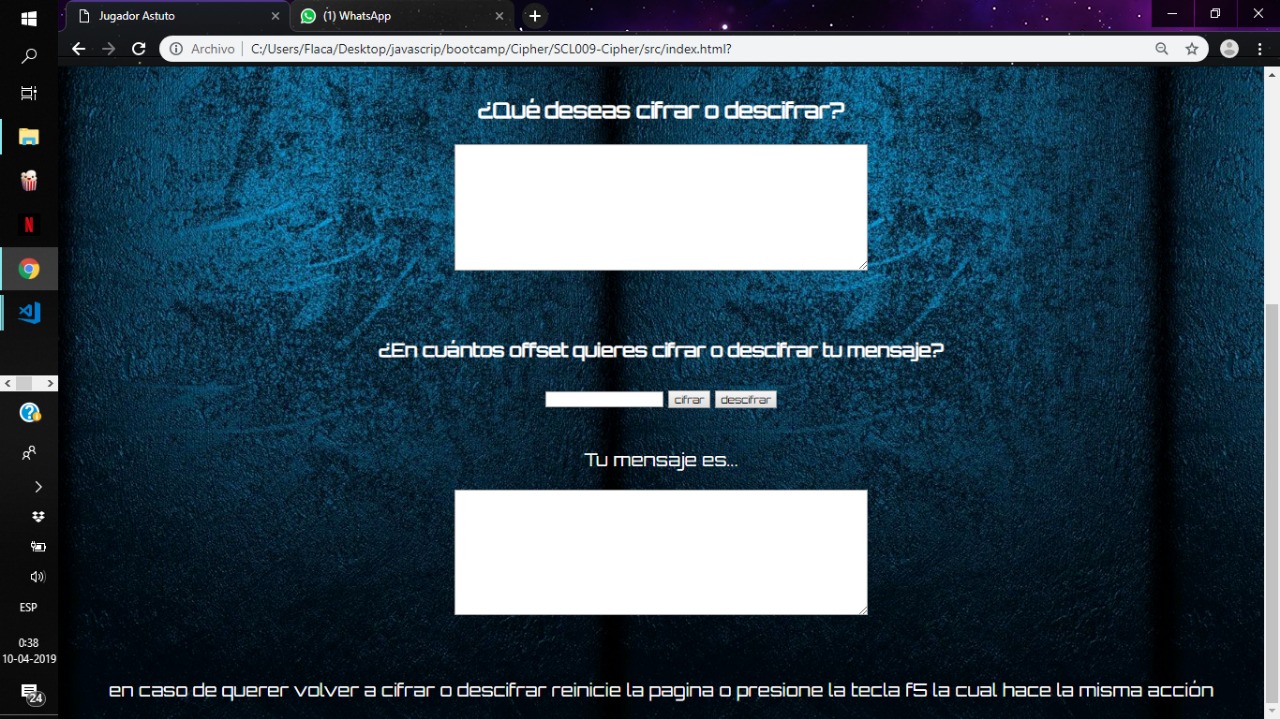 Jugador Astuto
(1) WhatsApp
Archivo
C:/Users/Flaca/Desktop/javascrip/bootcamp/Cipher/SCL009-Cipher/src/index.html?
¿Qué deseas cifrar o descifrar?
¿En cuántos offset quieres cifrar o descifrar tu mensaje?
cifrar descifrar
Tu mensaje es...
en caso de querer volver a cifrar o descifrar reinicie la pagina o presione la tecla f5 la cual hace la misma acción
N
ESP
0:38
10-04-2019
24